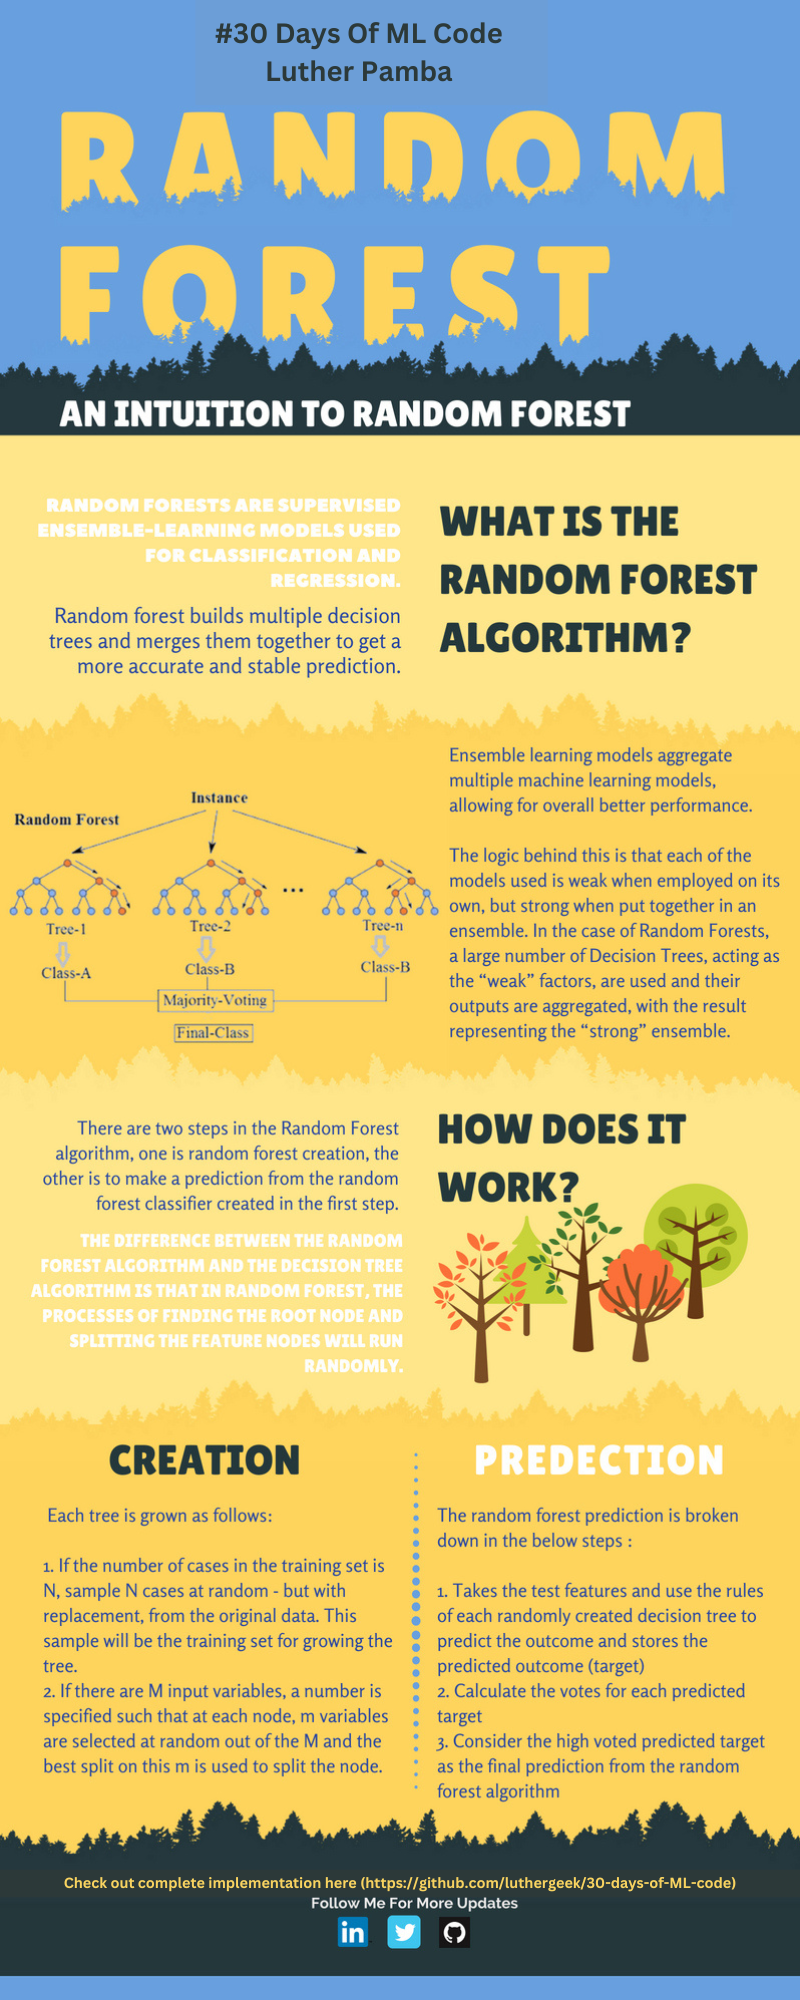 #30 Days Of ML Code
Luther Pamba
RANDOM
FOREST
AN INTUITION TO RANDOM FOREST
RANDOM FORESTS ARE SUPERVISED
ENSEMBLE-LEARNING MODELS USED
FOR CLASSIFICATION AND
REGRESSION.
Random forest builds multiple decision
trees and merges them together to get a
more accurate and stable prediction.
WHAT IS THE
RANDOM FOREST
ALGORITHM?
Instance
Random Forest
...
Tree-1
Tree-2
Tree-n
Class-A
Class-B
Class-B
Majority-Voting
Final-Class
Ensemble learning models aggregate
multiple machine learning models,
allowing for overall better performance.
The logic behind this is that each of the
models used is weak when employed on its
own, but strong when put together in an
ensemble. In the case of Random Forests,
a large number of Decision Trees, acting as
the “weak” factors, are used and their
outputs are aggregated, with the result
representing the “strong” ensemble.
There are two steps in the Random Forest
algorithm, one is random forest creation, the
other is to make a prediction from the random
forest classifier created in the first step.
THE DIFFERENCE BETWEEN THE RANDOM
FOREST ALGORITHM AND THE DECISION TREE
ALGORITHM IS THAT IN RANDOM FOREST, THE
PROCESSES OF FINDING THE ROOT NODE AND
SPLITTING THE FEATURE NODES WILL RUN
RANDOMLY.
HOW DOES IT
WORK?
CREATION
Each tree is grown as follows:
1. If the number of cases in the training set is
N, sample N cases at random - but with
replacement, from the original data. This
sample will be the training set for growing the
tree.
2. If there are M input variables, a number is
specified such that at each node, m variables
are selected at random out of the M and the
best split on this m is used to split the node.
PREDECTION
The random forest prediction is broken
down in the below steps :
1. Takes the test features and use the rules
of each randomly created decision tree to
predict the outcome and stores the
predicted outcome (target)
2. Calculate the votes for each predicted
target
3. Consider the high voted predicted target
as the final prediction from the random
forest algorithm
Check out complete implementation here (https://github.com/luthergeek/30-days-of-ML-code)
Follow Me For More Updates
in